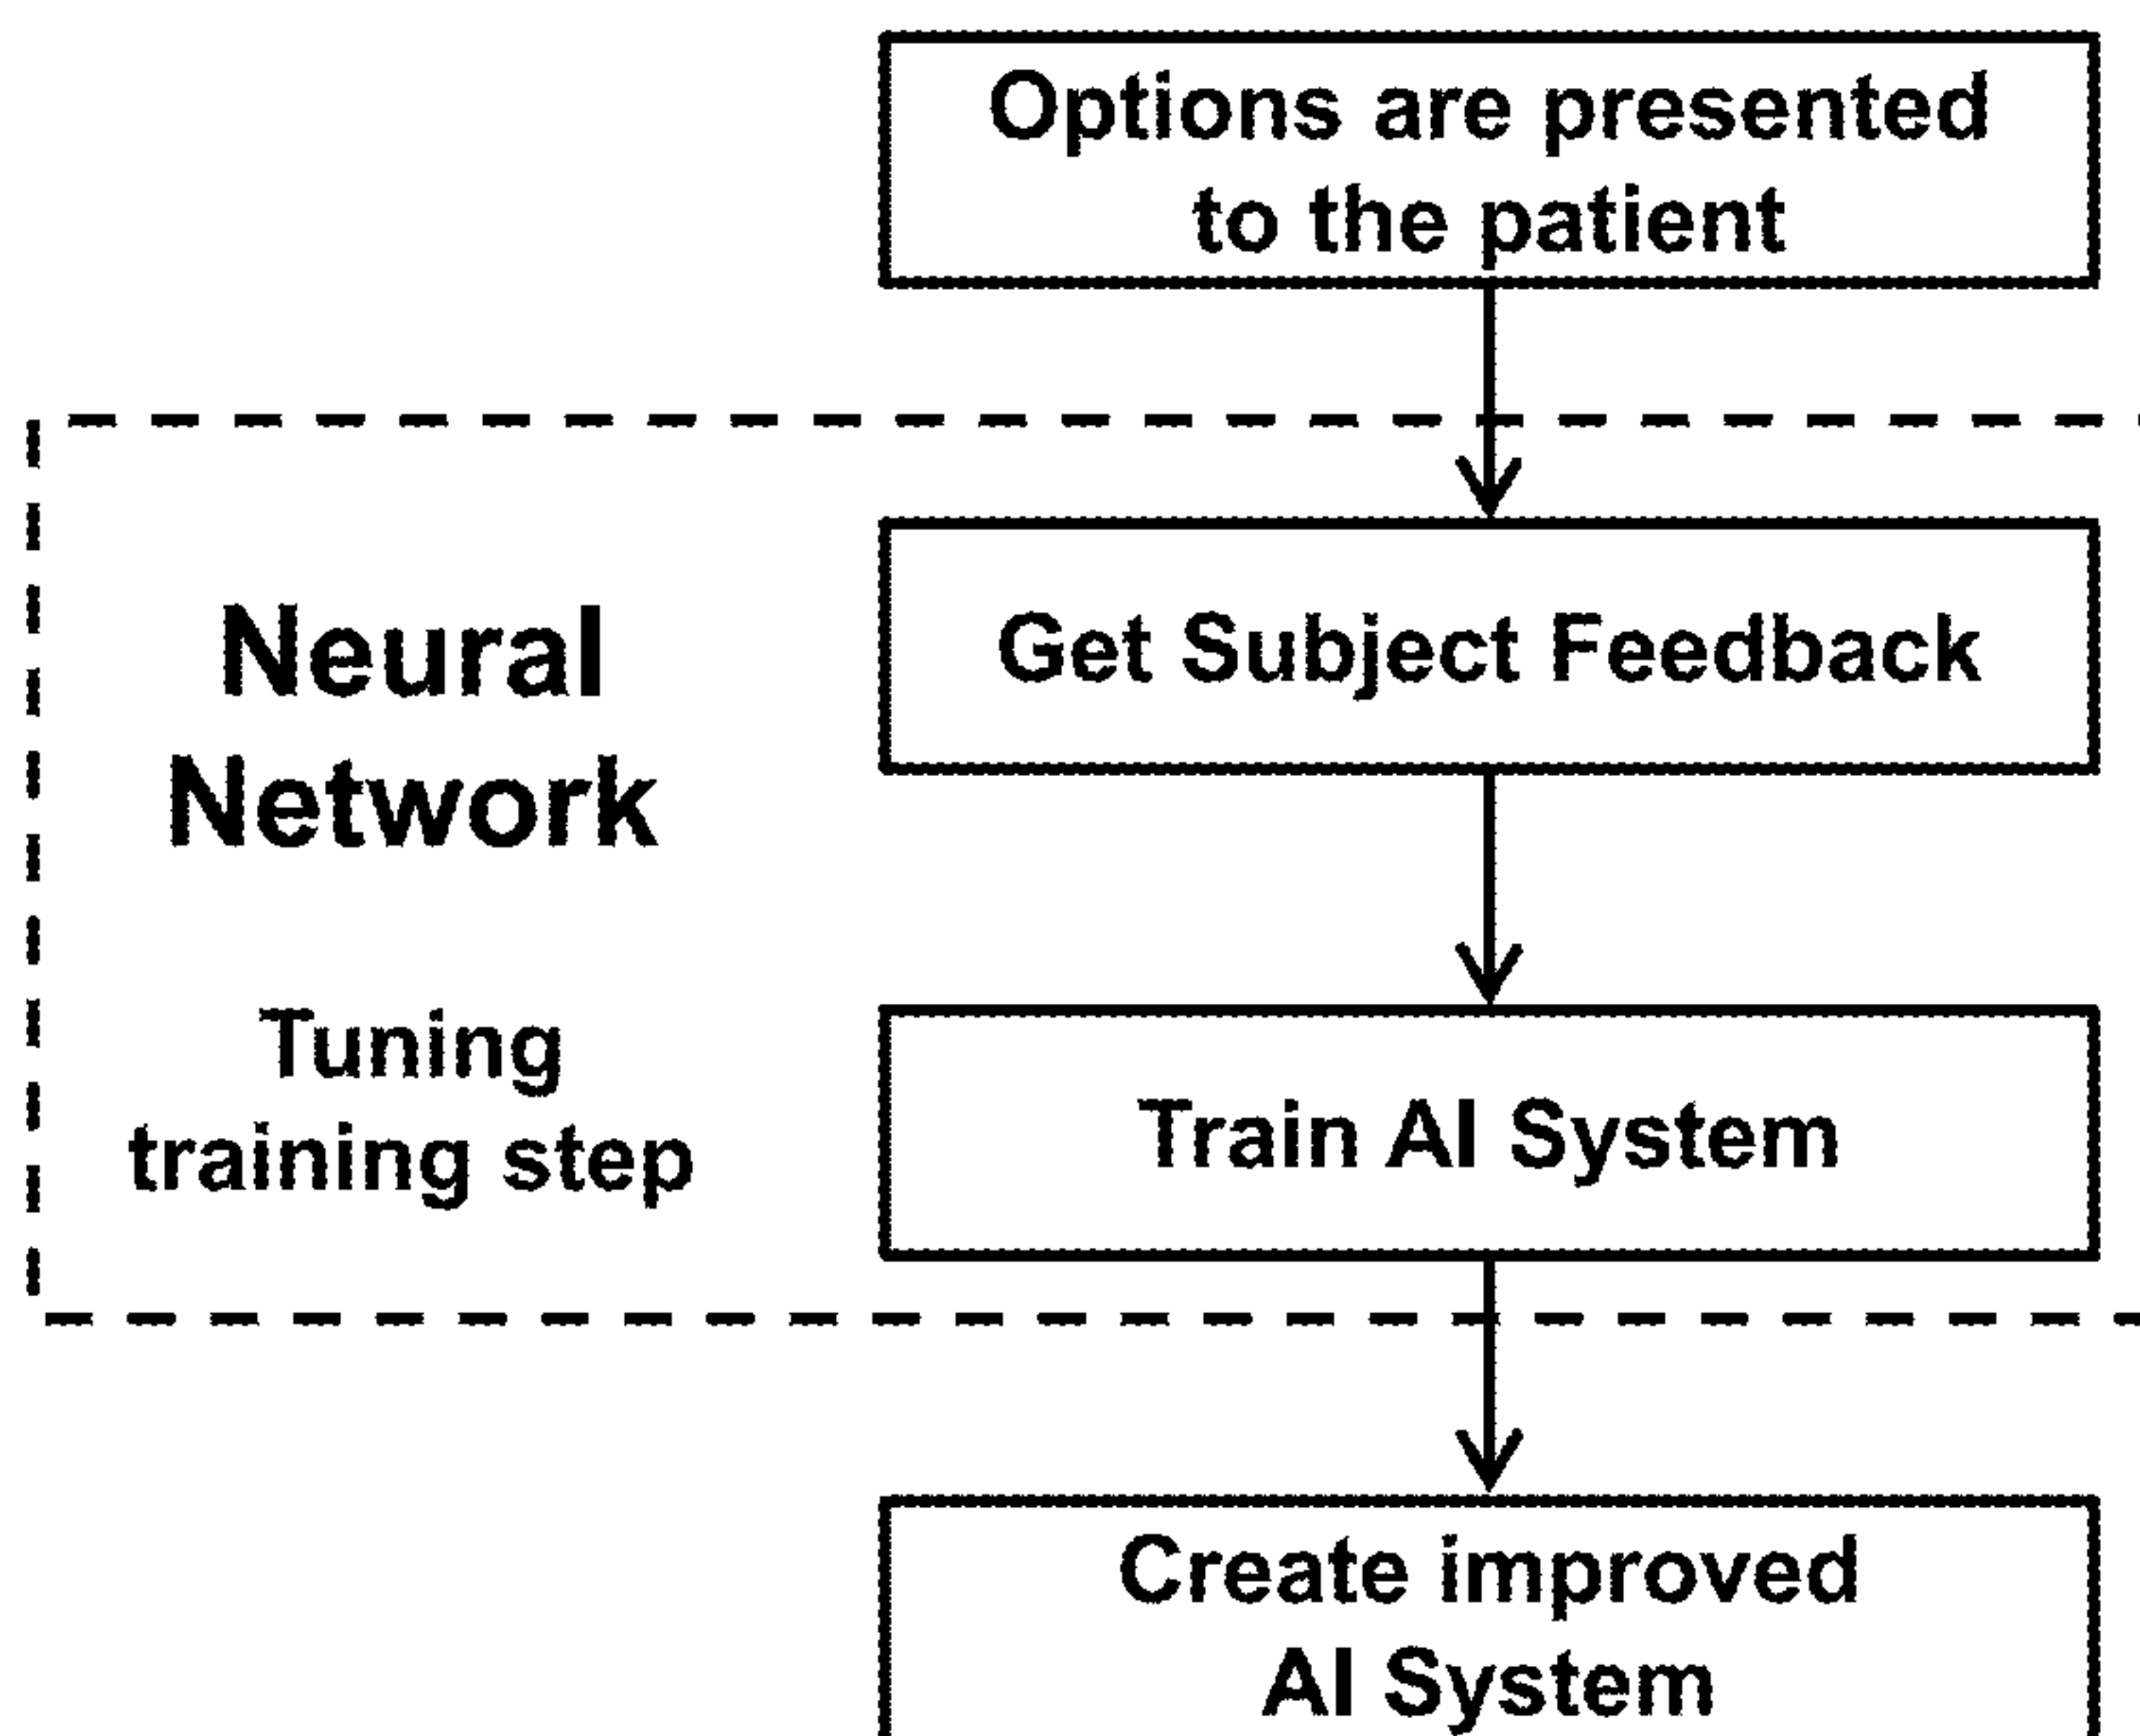 Options are presented
to the patient
Neural
Network
Tuning
training step
Get Subject Feedback
Train AI System
Create improved
AI System